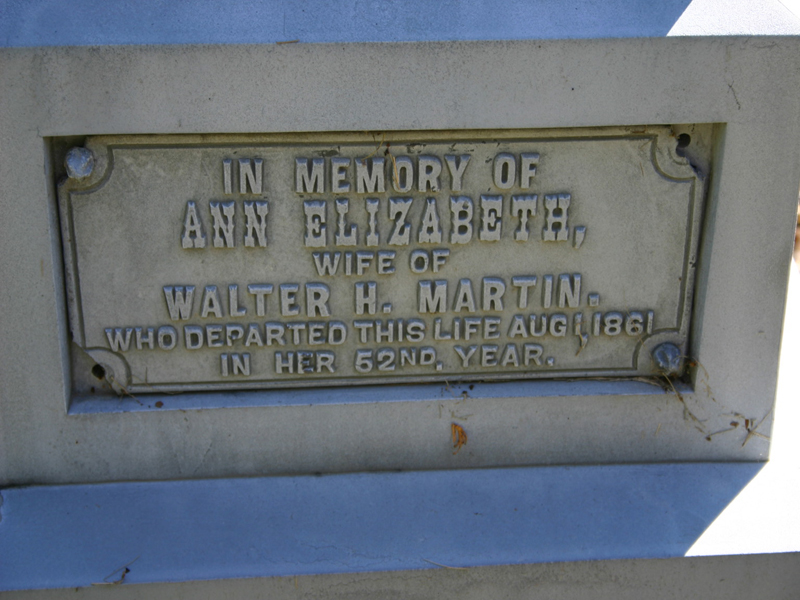 IN MEMORY OF
ANN ELIZABETH,
WIFE OF
WALTER H. MARTIN.
WHO DEPARTED THIS LIFE AUG 1, 1861
IN HER 52ND. YEAR.